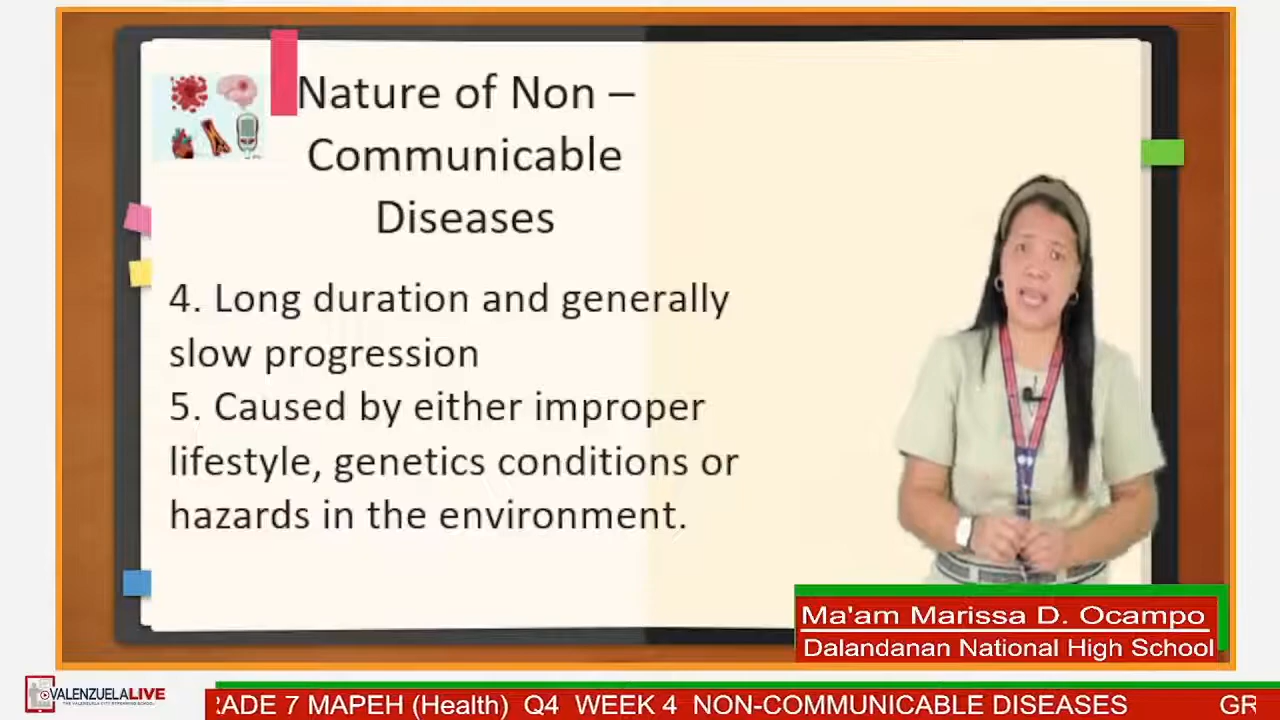 Nature of Non –
Communicable
Diseases
4. Long duration and generally
slow progression
5. Caused by either improper
lifestyle, genetics conditions or
hazards in the environment.
Ma'am Marissa D. Ocampo
Dalandanan National High School
VALENZUELALIVE
RADE 7 MAPEH (Health) Q4 WEEK 4 NON-COMMUNICABLE DISEASES GR